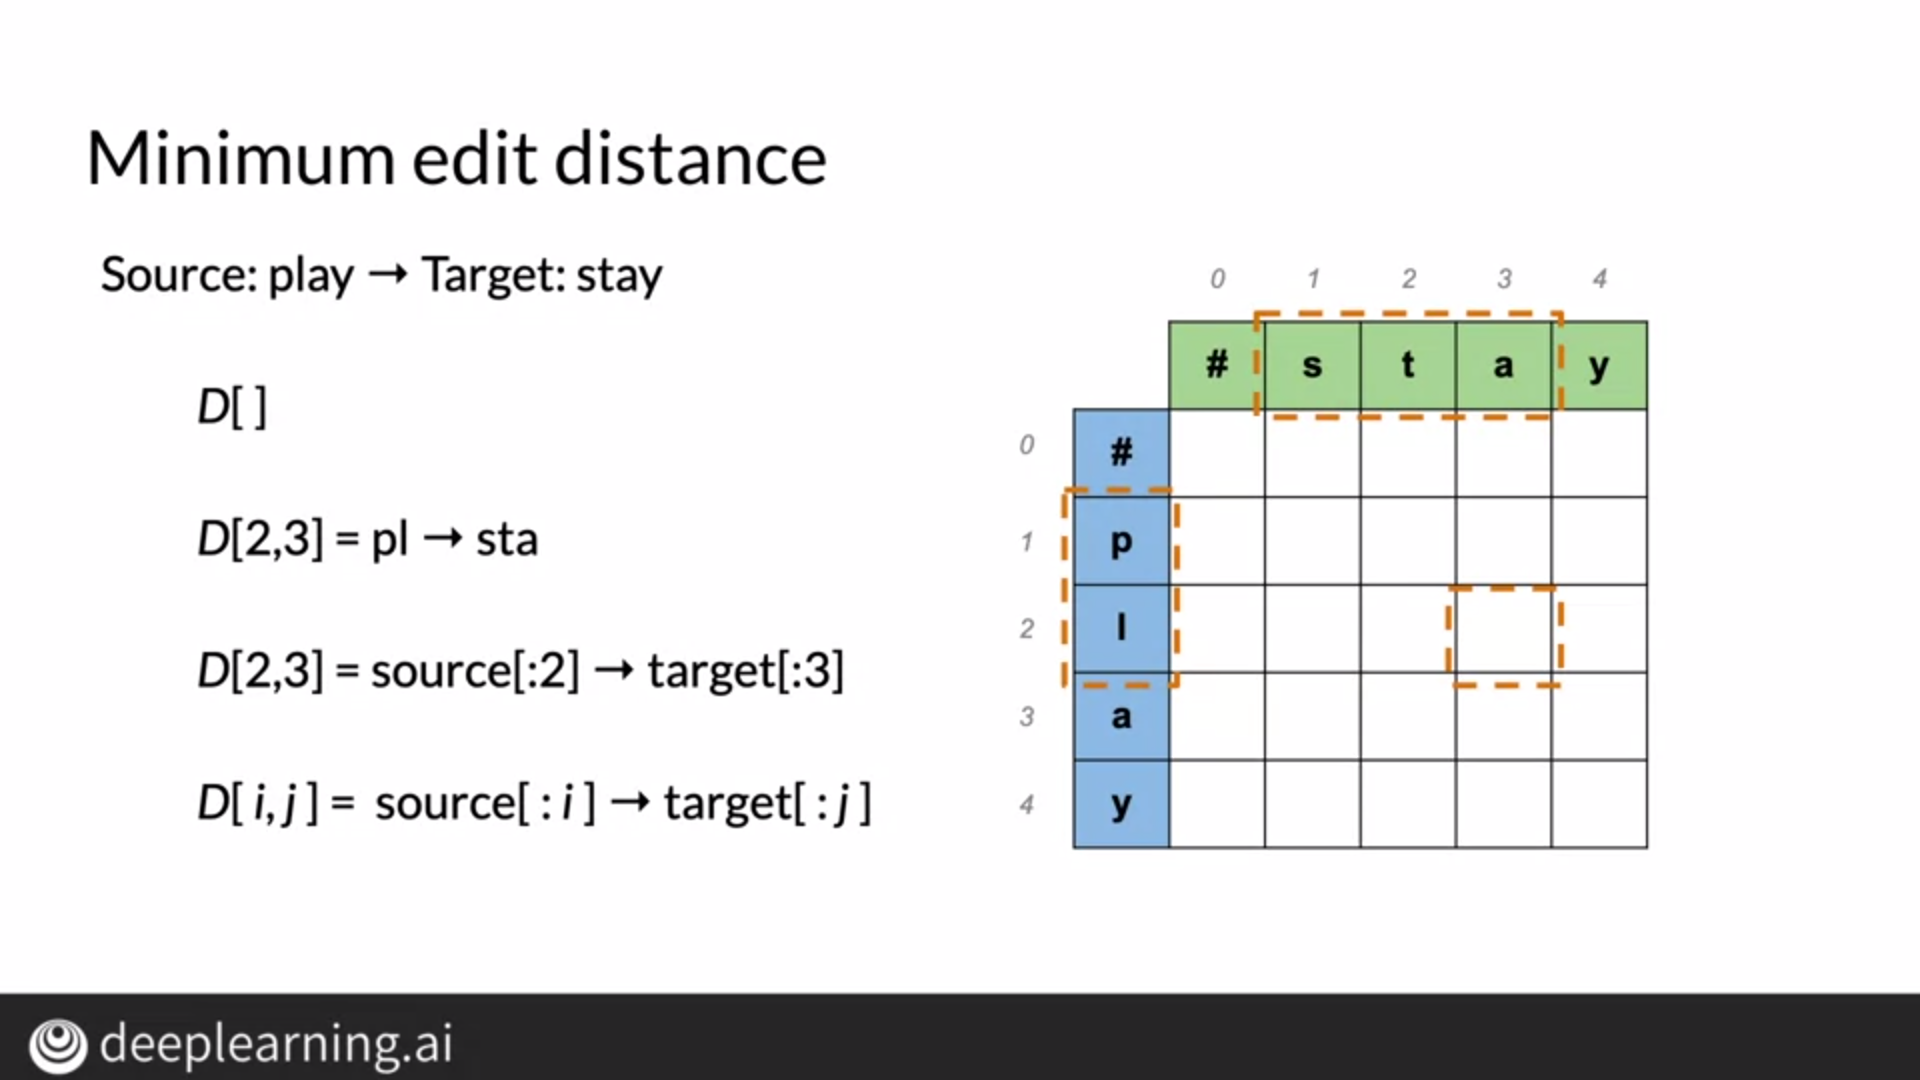 Minimum edit distance
Source: play → Target: stay
D[ ]
D[2,3] = pl → sta
D[2,3] = source[:2] → target[:3]
D[ i, j ] = source[ : i ] → target[ : j ]
0 1 2 3 4
# s t a y
0 #
1 p
2 l
3 a
4 y
deeplearning.ai